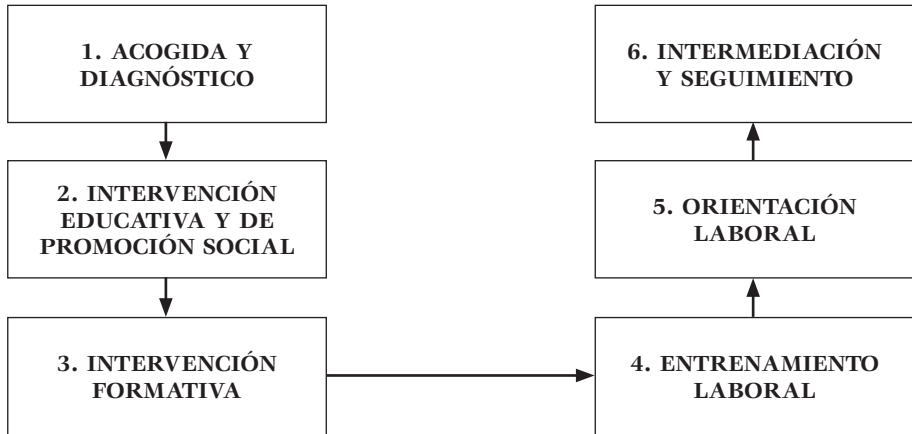 1. ACOGIDA Y
DIAGNÓSTICO
2. INTERVENCIÓN
EDUCATIVA Y DE
PROMOCIÓN SOCIAL
3. INTERVENCIÓN
FORMATIVA
4. ENTRENAMIENTO
LABORAL
5. ORIENTACIÓN
LABORAL
6. INTERMEDIACIÓN
Y SEGUIMIENTO